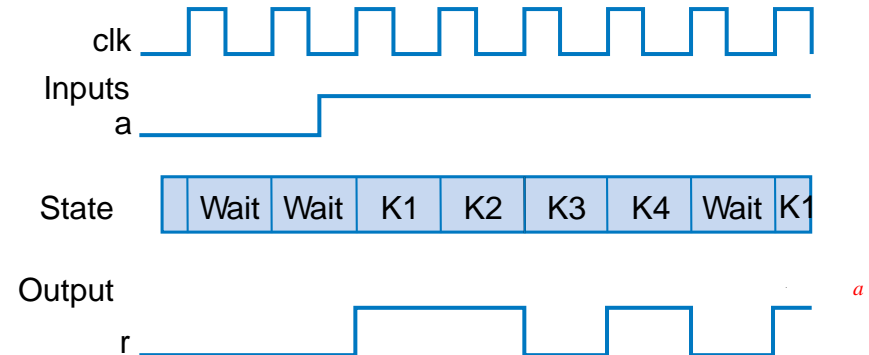 clk
Inputs
a
State Wait Wait K1 K2 K3 K4 Wait K1
Output
a
r